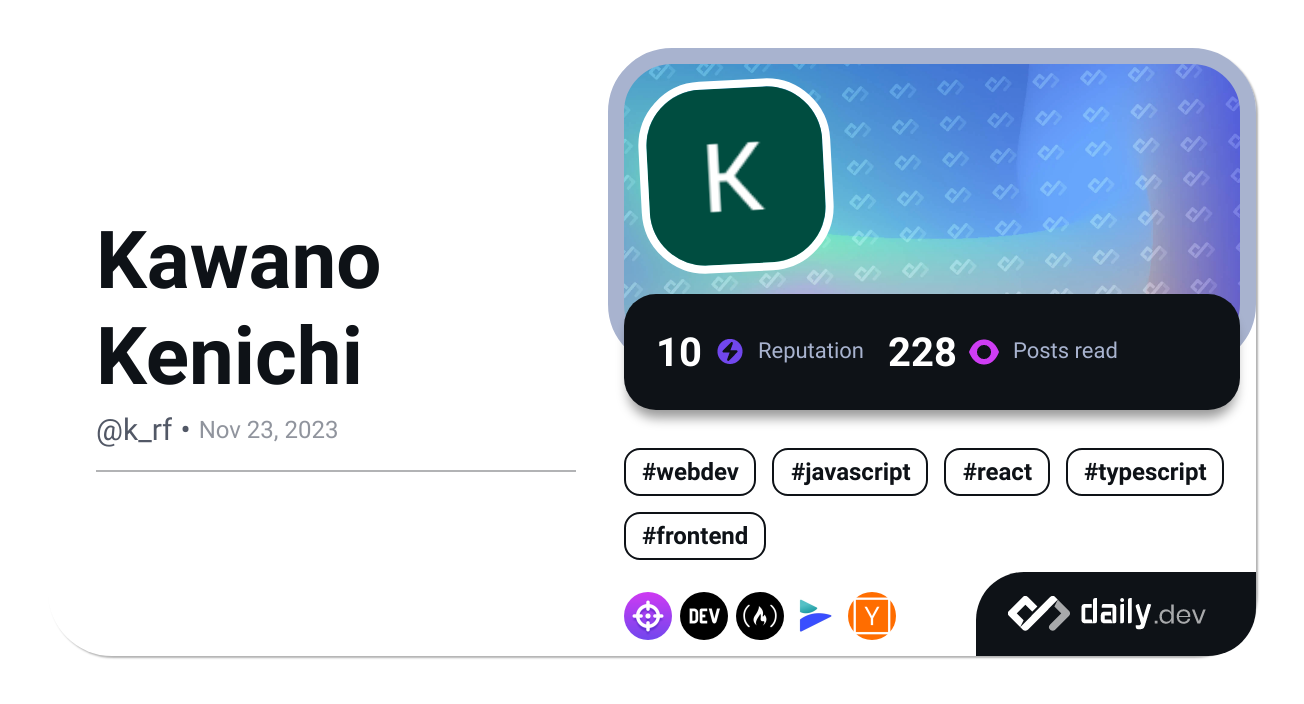 Kawano
Kenichi
@k_rf • Nov 23, 2023
K
10 Reputation 228 Posts read
#webdev #javascript #react #typescript
#frontend
DEV Y
daily.dev